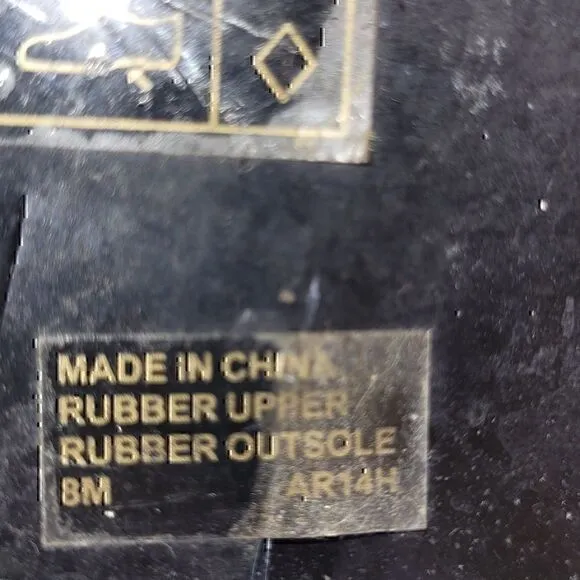 MADE IN CHINA
RUBBER UPPER
RUBBER OUTSOLE
8M AR14H